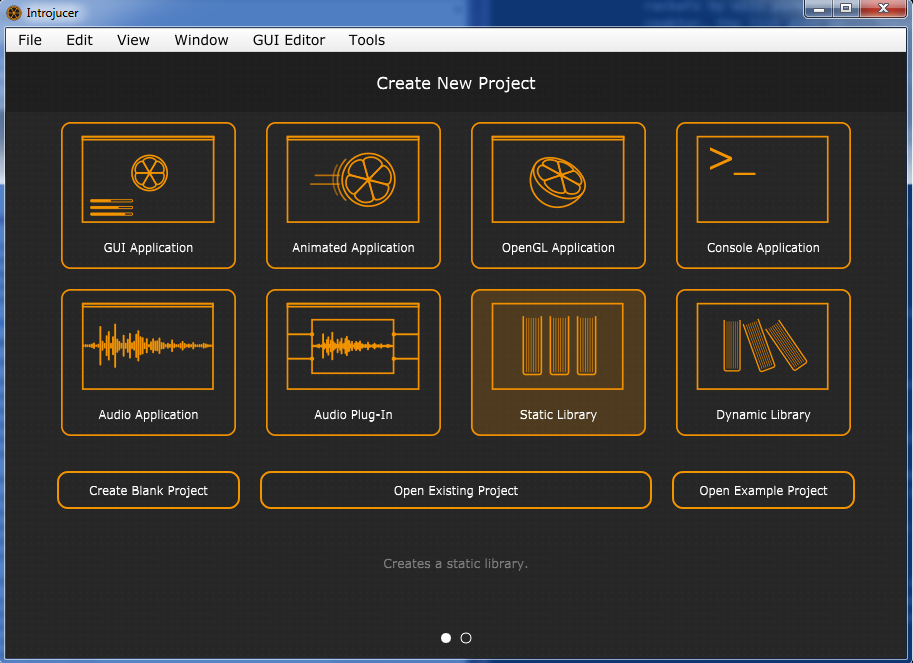 Introjucer
File Edit View Window GUI Editor Tools
Create New Project
GUI Application Animated Application OpenGL Application Console Application
>_
Audio Application Audio Plug-In Static Library Dynamic Library
Create Blank Project Open Existing Project Open Example Project
Creates a static library.